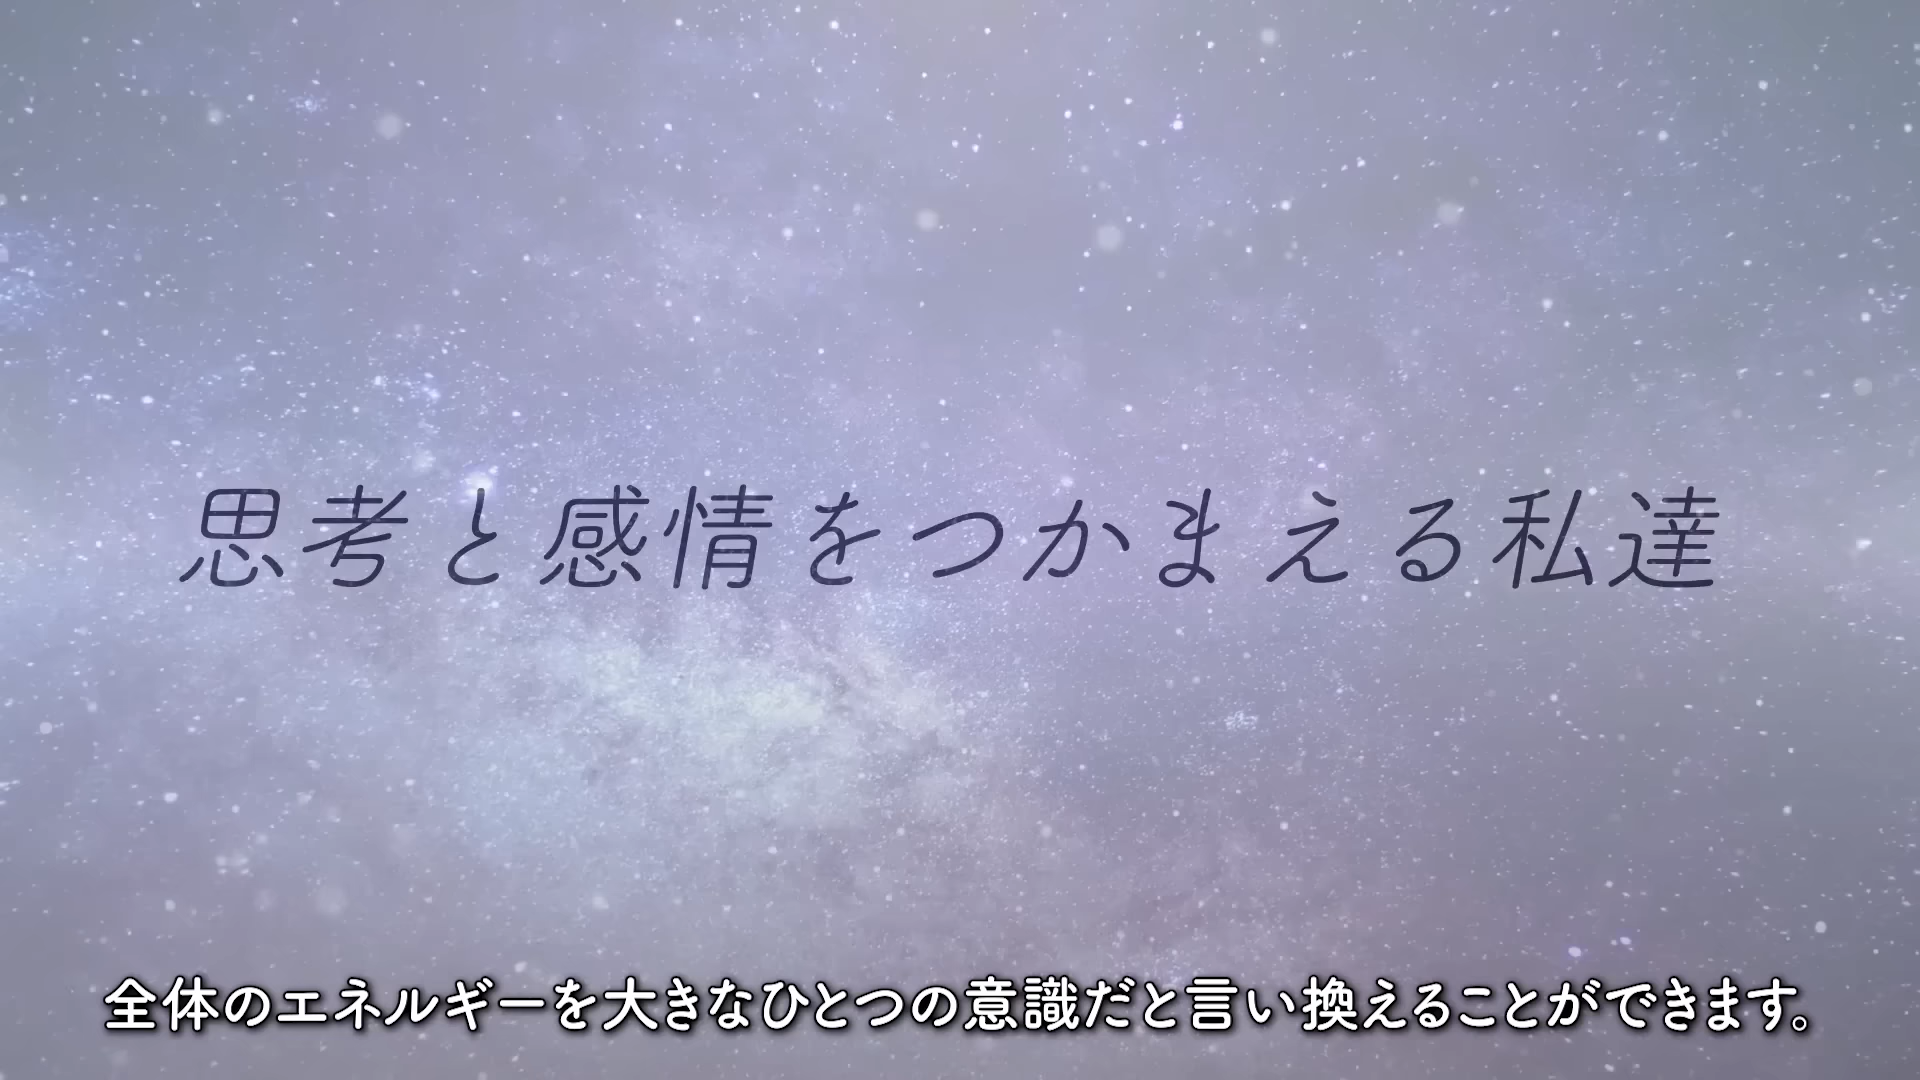 思考と感情をつかまえる私達
全体のエネルギーを大きなひとつの意識だと言い換えることができます。